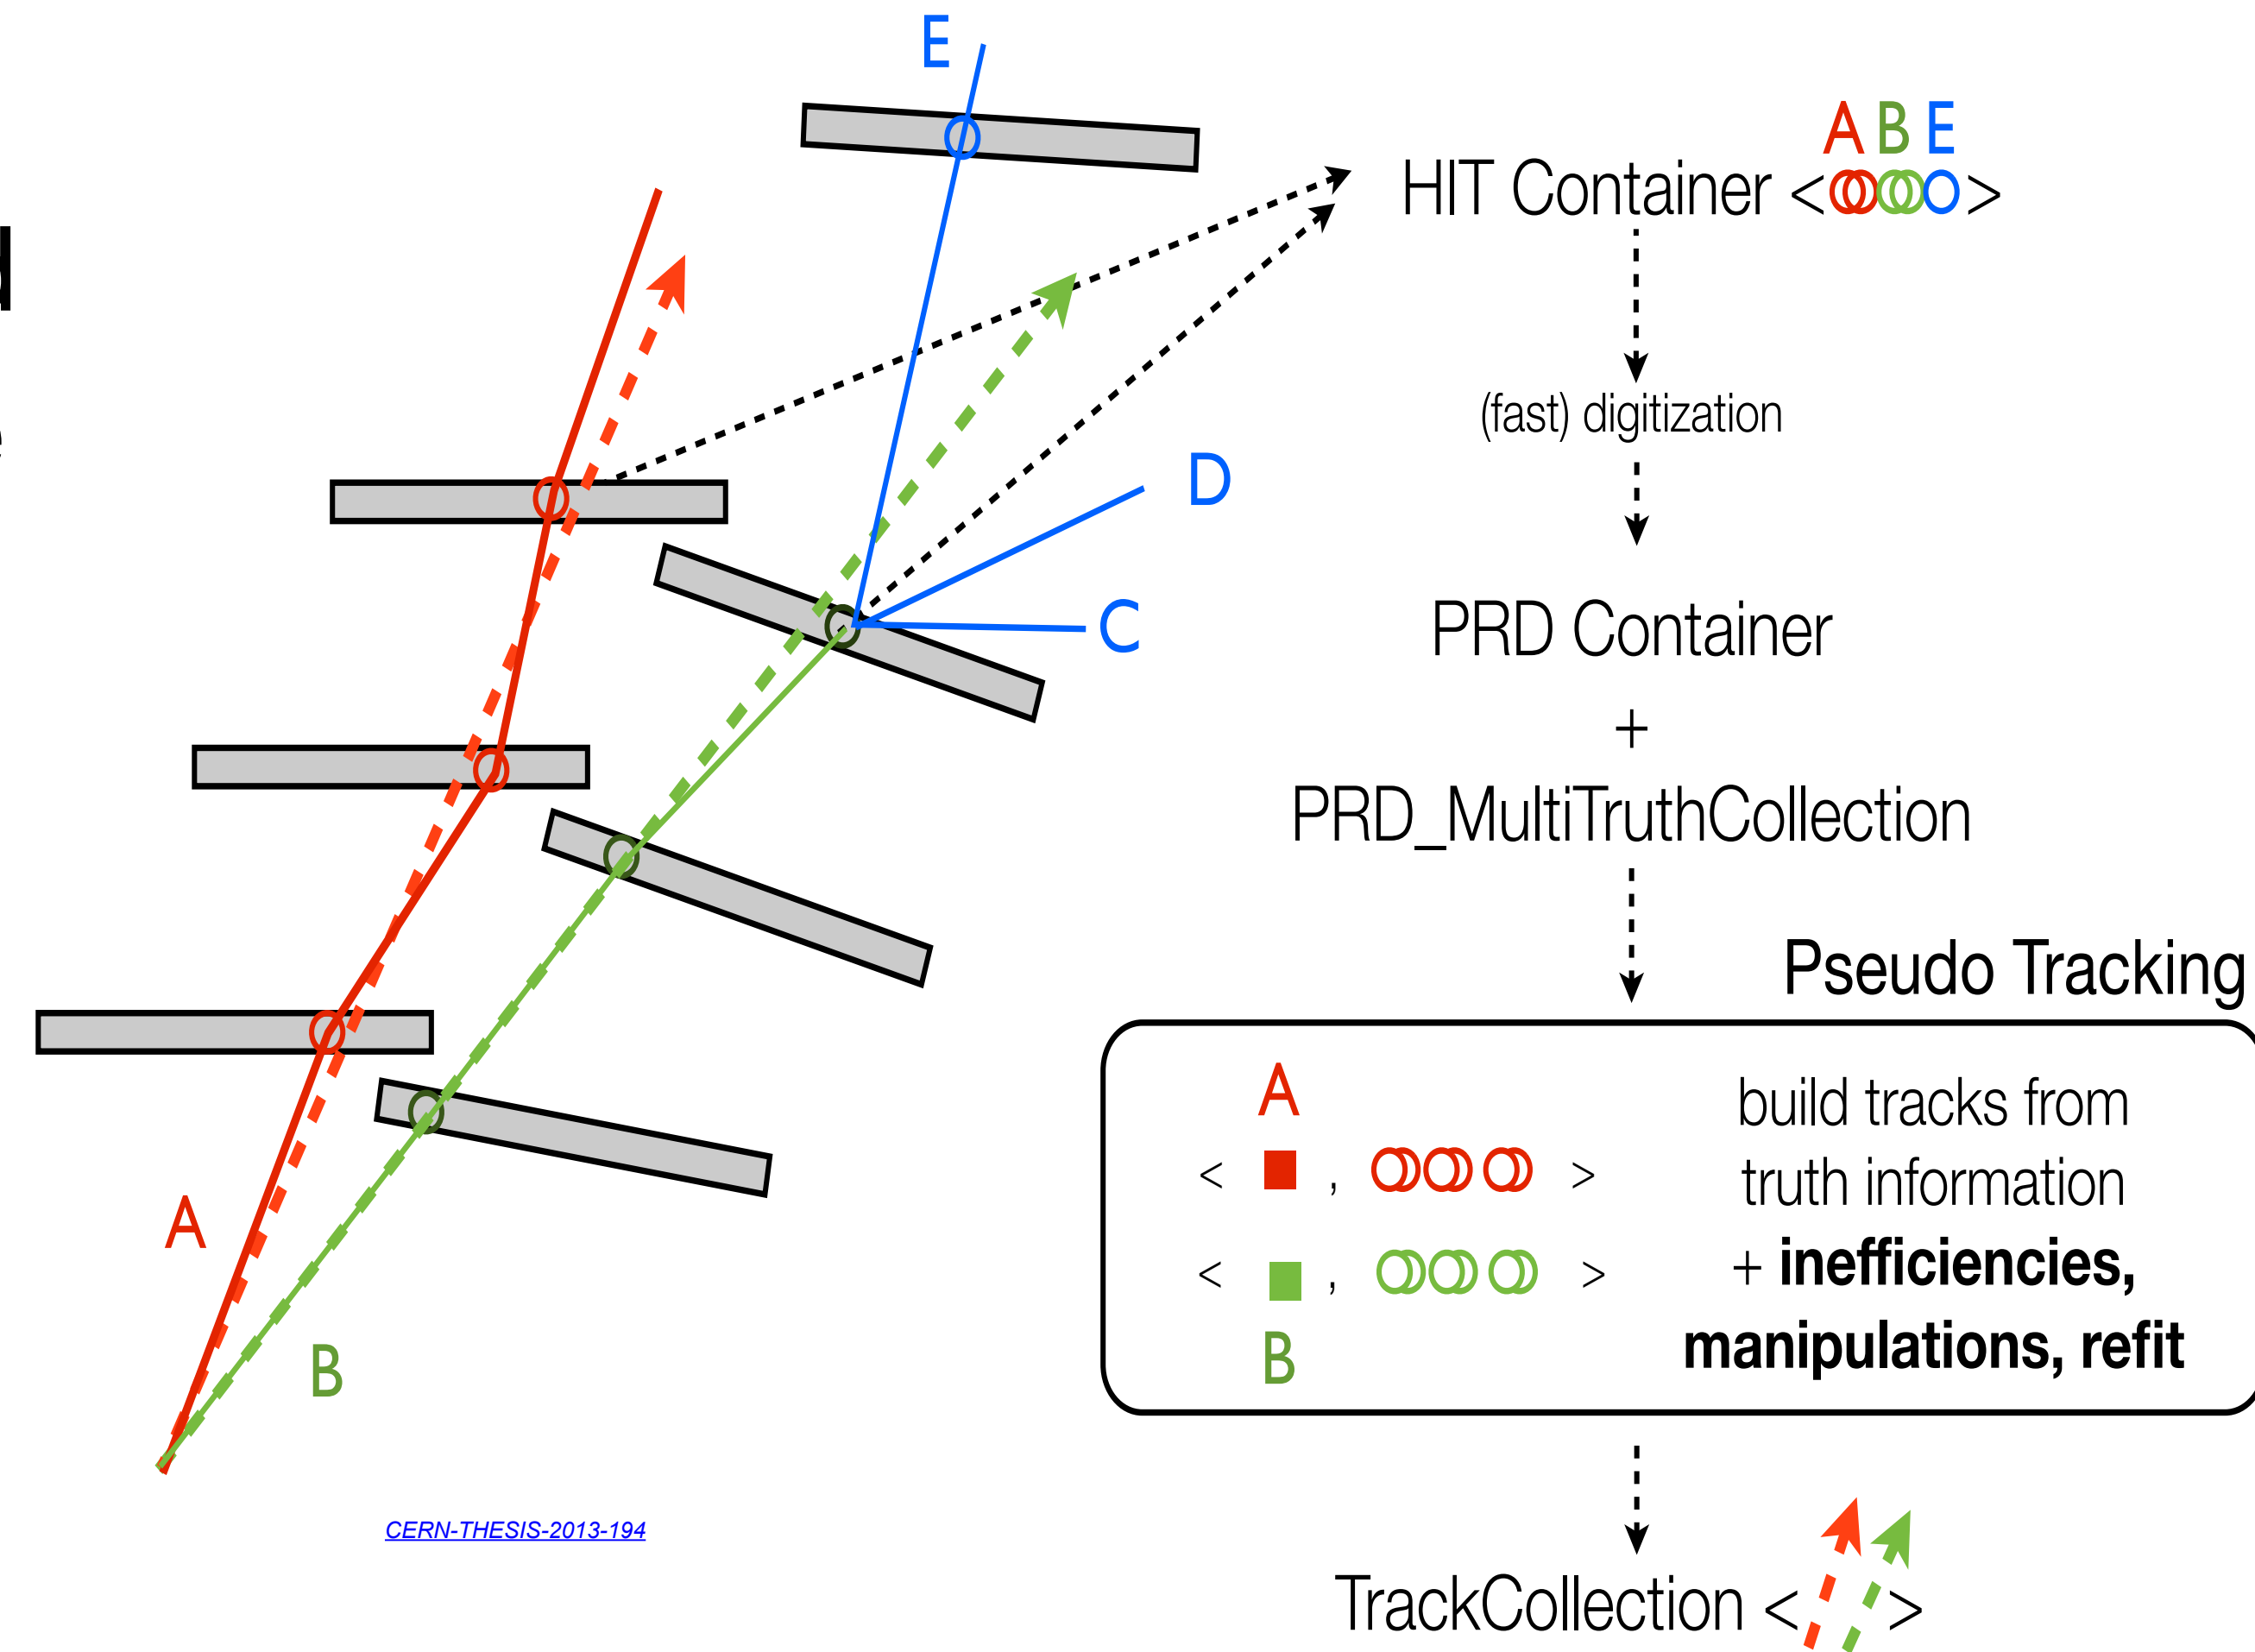 E
A B E
HIT Container < >
(fast) digitization
D
C
PRD Container
+
PRD_MultiTruthCollection
Pseudo Tracking
A
build tracks from
< , >
truth information
A
< , >
+ inefficiencies,
B
B
manipulations, refit
CERN-THESIS-2013-194
TrackCollection < >